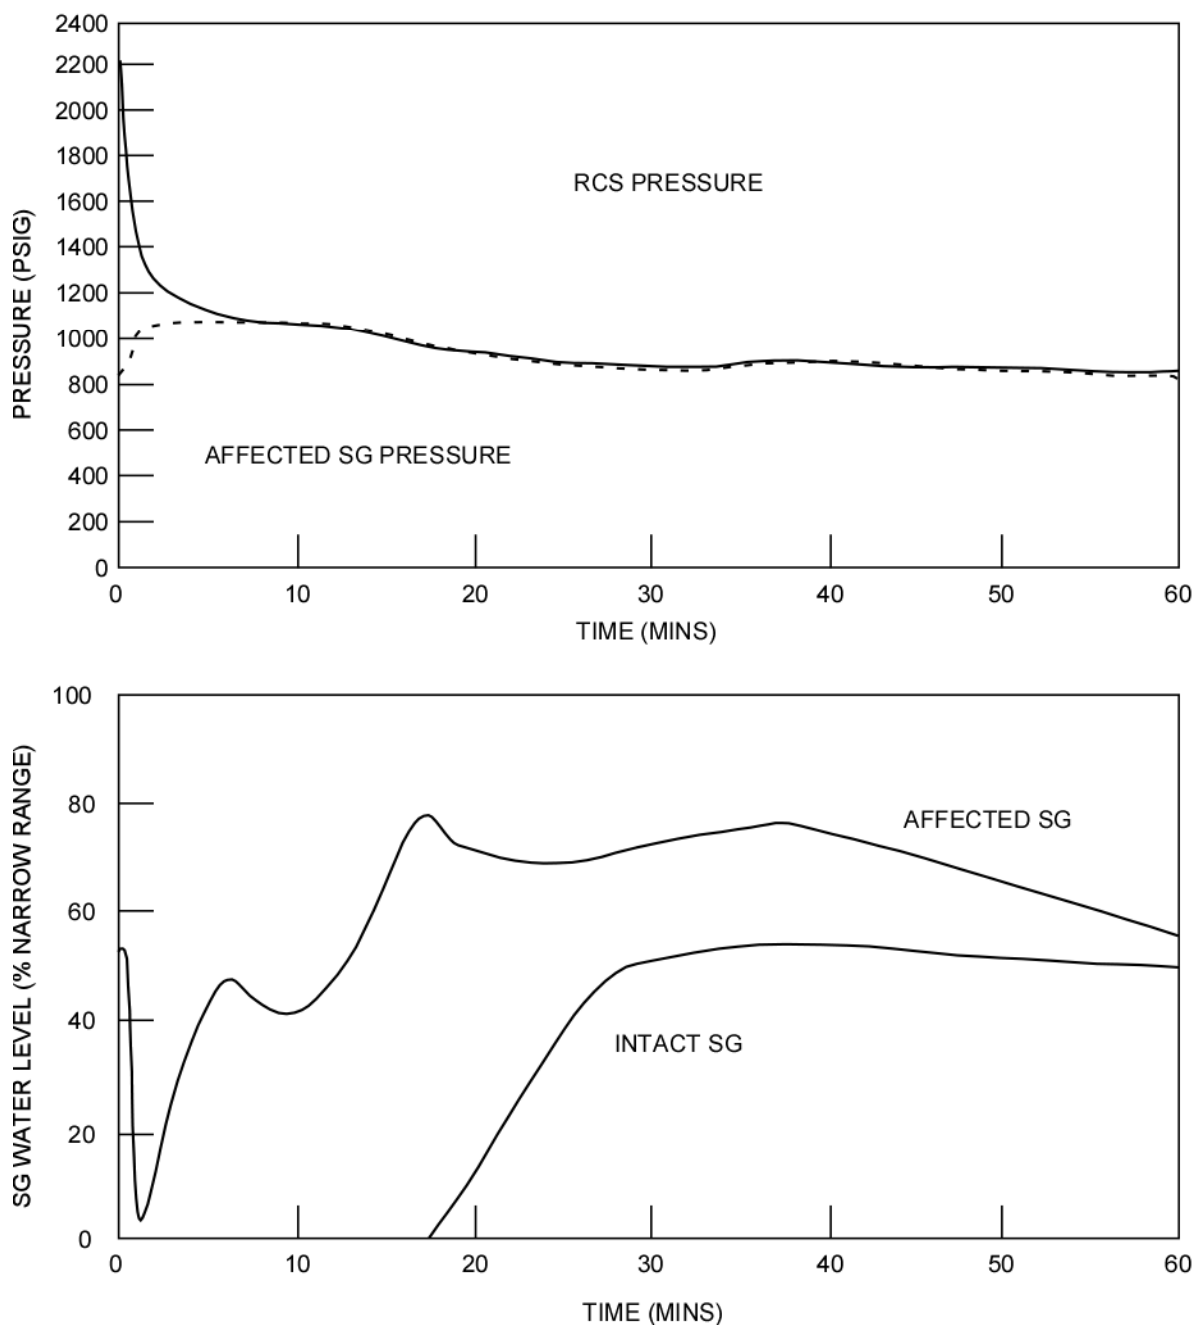 2400
2200
2000
1800
1600
1400
1200
1000
800
600
400
200
0
PRESSURE (PSIG)
RCS PRESSURE
AFFECTED SG PRESSURE
0 10 20 30 40 50 60
TIME (MINS)
100
80
60
40
20
0
SG WATER LEVEL (% NARROW RANGE)
AFFECTED SG
INTACT SG
0 10 20 30 40 50 60
TIME (MINS)